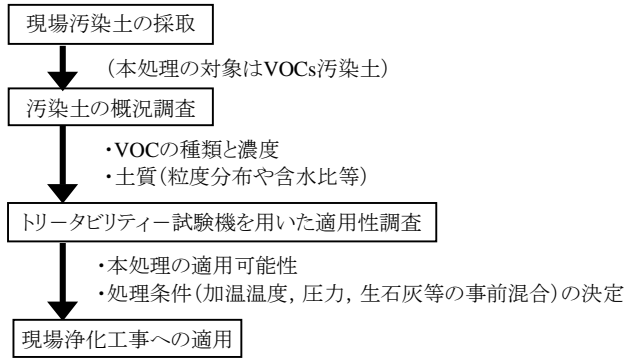 現場汚染土の採取
(本処理の対象はVOCs汚染土)
汚染土の概況調査
・VOCの種類と濃度
・土質(粒度分布や含水比等)
トリータビリティー試験機を用いた適用性調査
・本処理の適用可能性
・処理条件(加温温度, 圧力, 生石灰等の事前混合)の決定
現場浄化工事への適用